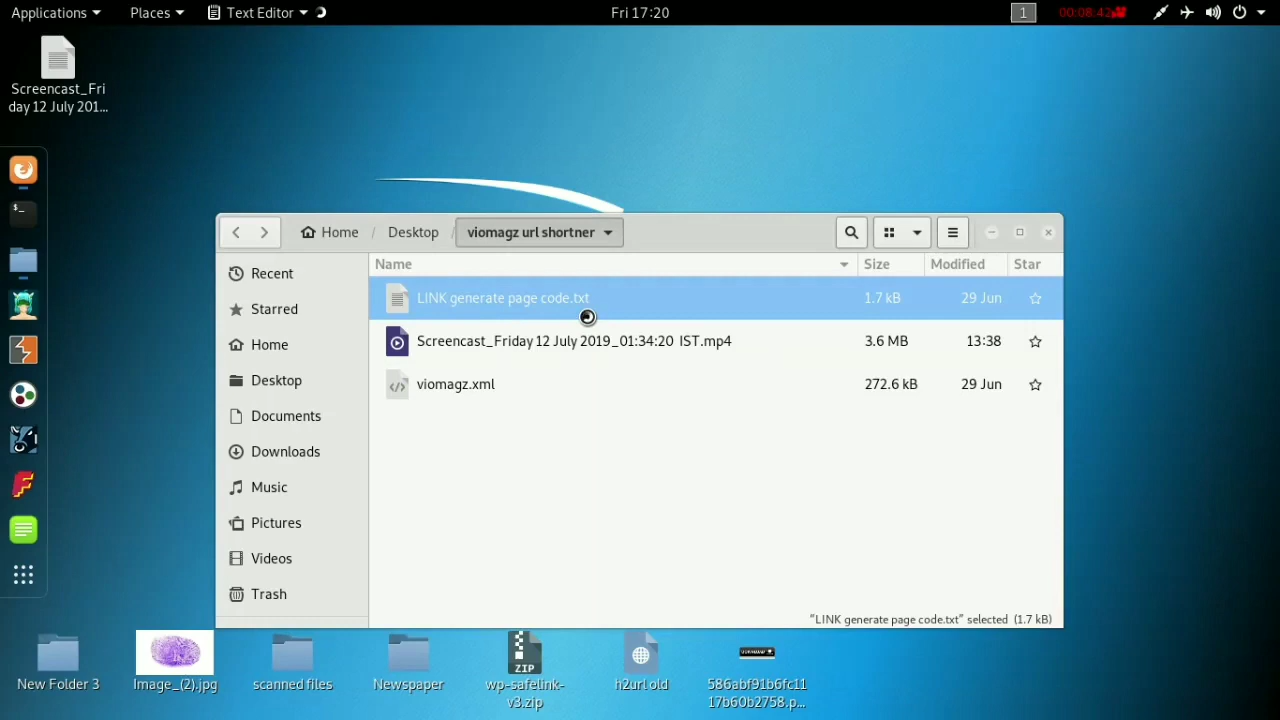 Applications Places Text Editor Fri 17:20 1 00:08:42
Screencast_Fri
day 12 July 201...
Home / Desktop / viomagz url shortner
Name Size Modified Star
Recent
Starred
Home
Desktop
Documents
Downloads
Music
Pictures
Videos
Trash
LINK generate page code.txt 1.7 kB 29 Jun
Screencast_Friday 12 July 2019_01:34:20 IST.mp4 3.6 MB 13:38
viomagz.xml 272.6 kB 29 Jun
"LINK generate page code.txt" selected (1.7 kB)
New Folder 3
Image_(2).jpg
scanned files
Newspaper
ZIP
wp-safelink-
v3.zip
h2url old
586abf91b6fc11
17b60b2758.p...